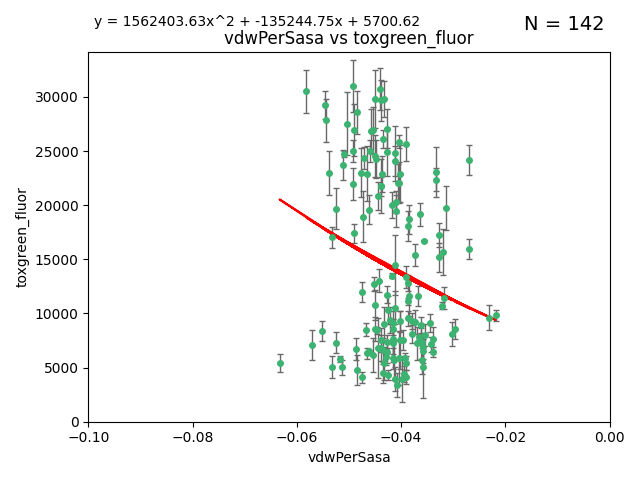 y = 1562403.63x^2 + -135244.75x + 5700.62
N = 142
vdwPerSasa vs toxgreen_fluor
toxgreen_fluor
30000
25000
20000
15000
10000
5000
0
−0.10 −0.08 −0.06 −0.04 −0.02 0.00
vdwPerSasa